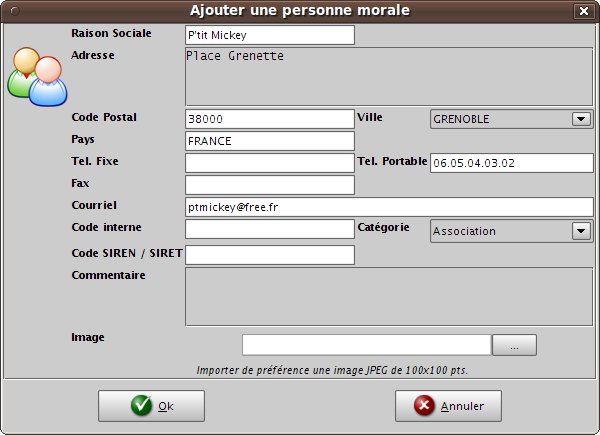 Ajouter une personne morale
Raison Sociale P'tit Mickey
Adresse Place Grenette
Code Postal 38000 Ville GRENOBLE
Pays FRANCE
Tel. Fixe Tel. Portable 06.05.04.03.02
Fax
Courriel ptmickey@free.fr
Code interne Catégorie Association
Code SIREN / SIRET
Commentaire
Image ...
Importer de préférence une image JPEG de 100x100 pts.
Ok Annuler